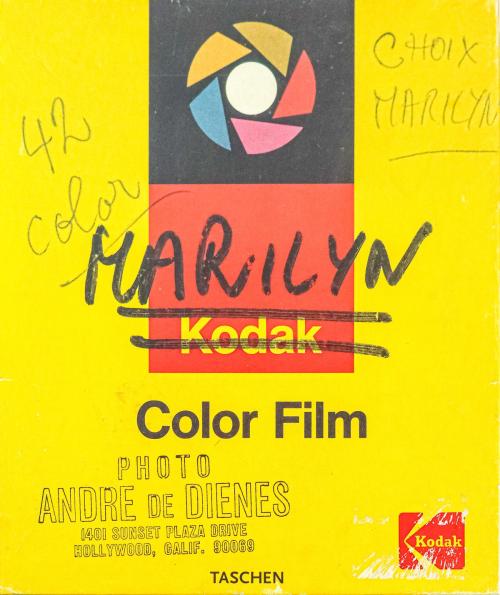 CHOIX
MARILYN
42
color
MARILYN
Kodak
Color Film
PHOTO
ANDRE DE DIENES
1401 SUNSET PLAZA DRIVE
HOLLYWOOD, CALIF. 90069
Kodak
TASCHEN